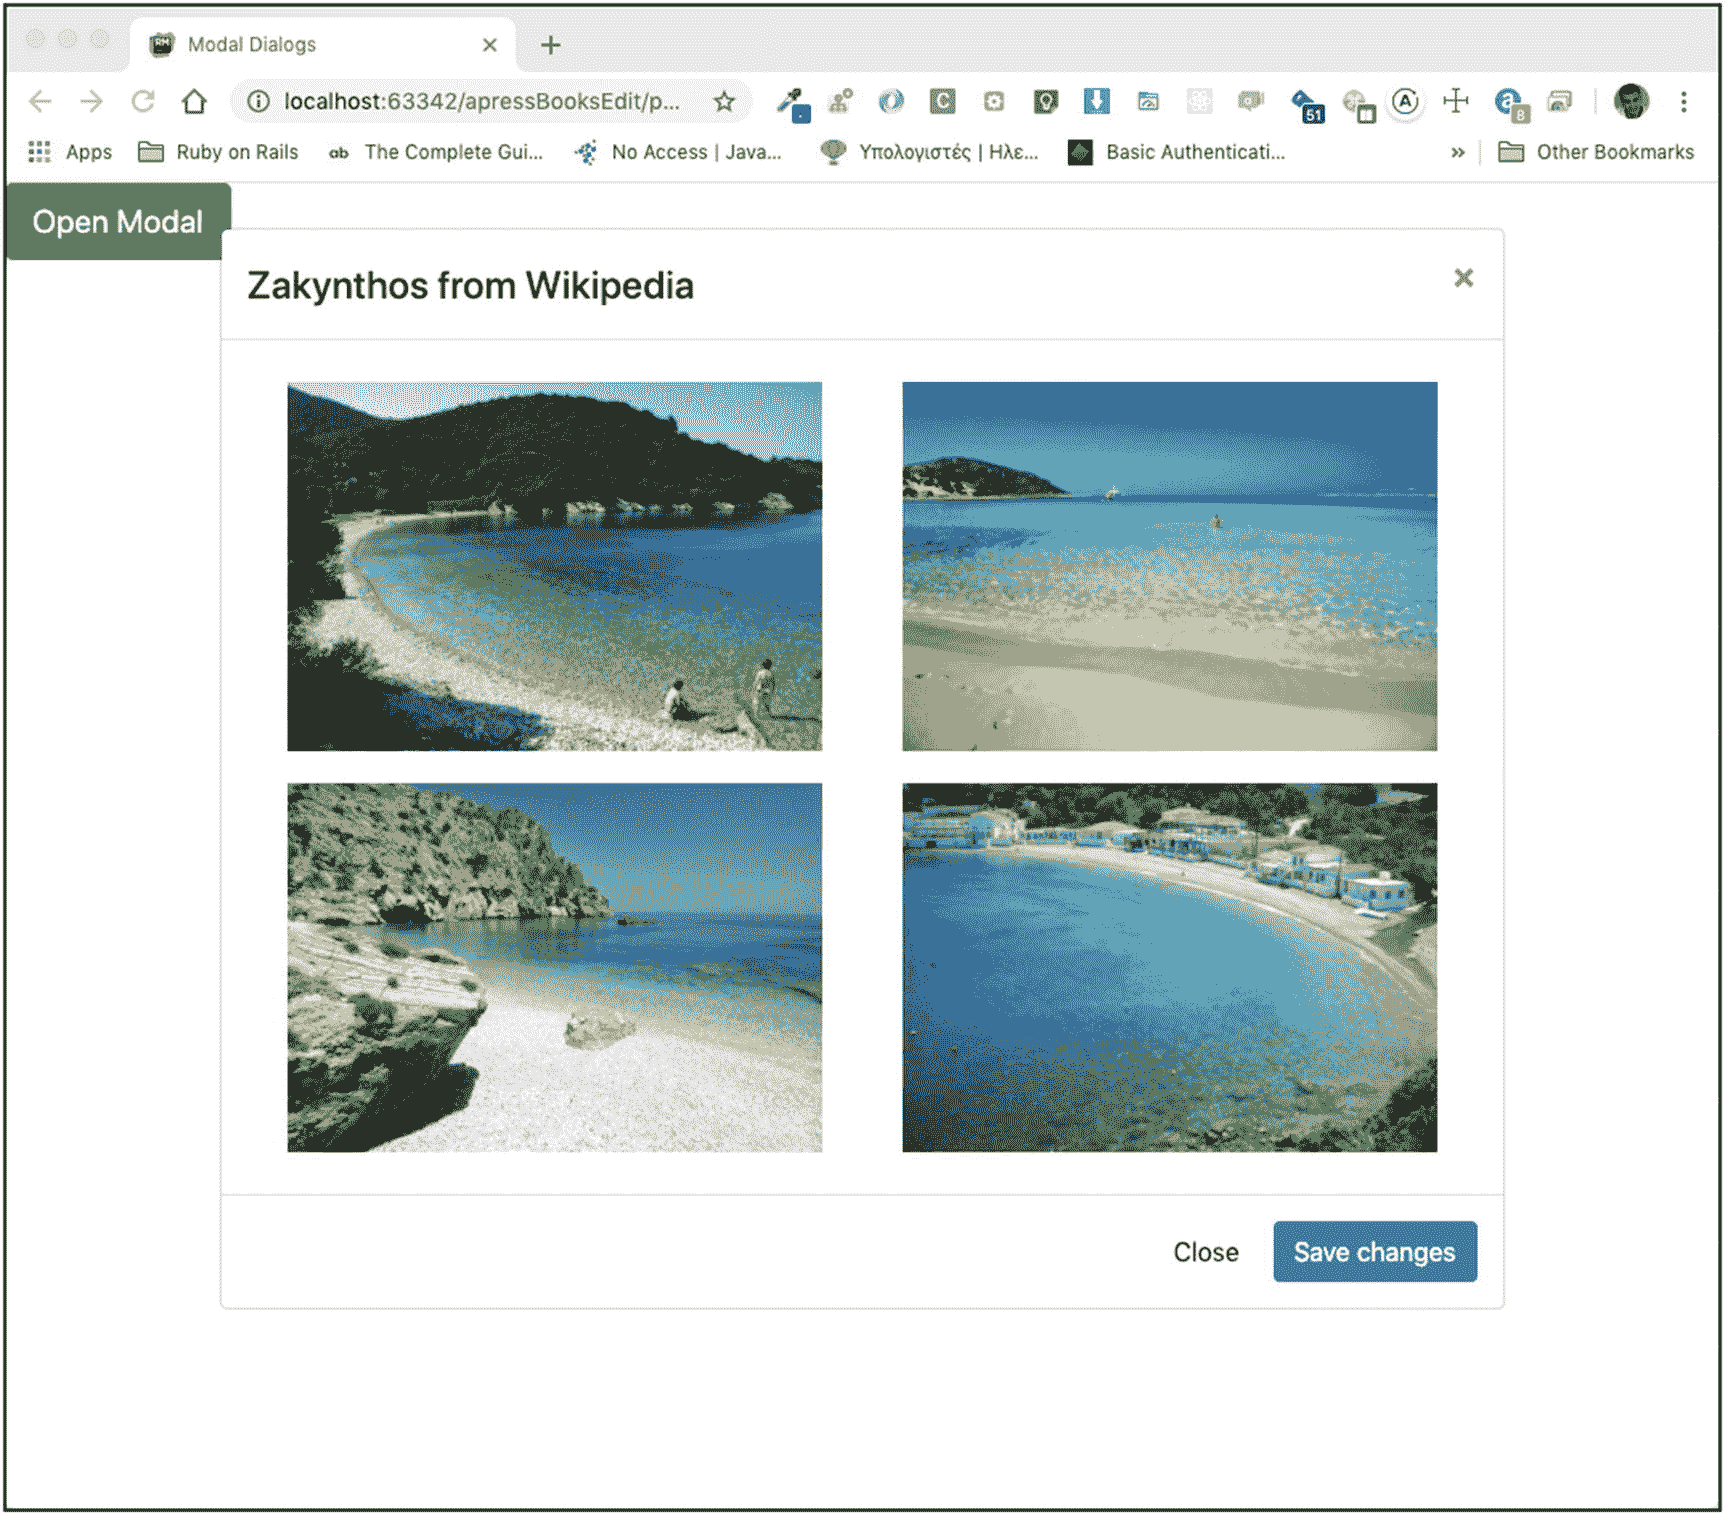 Modal Dialogs
localhost:63342/apressBooksEdit/p...
51
8
Apps Ruby on Rails ab The Complete Gui... No Access | Java... Υπολογιστές | Ηλε... Basic Authenticati... » Other Bookmarks
Open Modal
Zakynthos from Wikipedia
Close Save changes